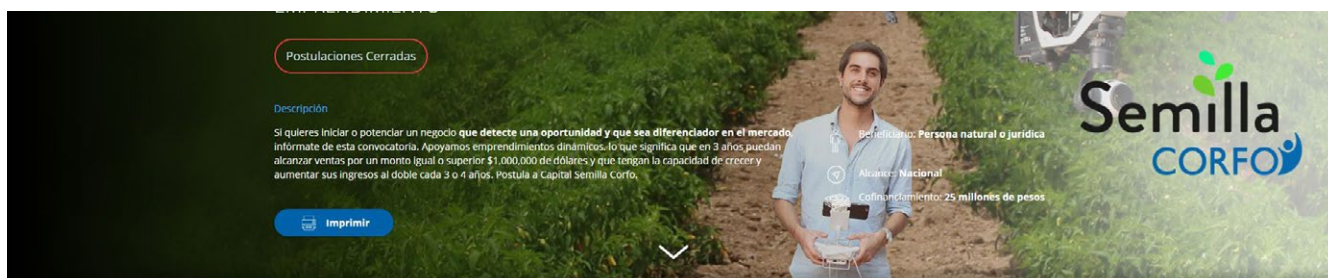 EMPRENDIMIENTO
Postulaciones Cerradas
Descripción
Si quieres iniciar o potenciar un negocio que detecte una oportunidad y que sea diferenciador en el mercado,
infórmate de esta convocatoria. Apoyamos emprendimientos dinámicos, lo que significa que en 3 años puedan
alcanzar ventas por un monto igual o superior $1,000,000 de dólares y que tengan la capacidad de crecer y
aumentar sus ingresos al doble cada 3 o 4 años. Postula a Capital Semilla Corfo.
Imprimir
Beneficiario: Persona natural o jurídica
Alcance: Nacional
Cofinanciamiento: 25 millones de pesos
Semilla
CORFO